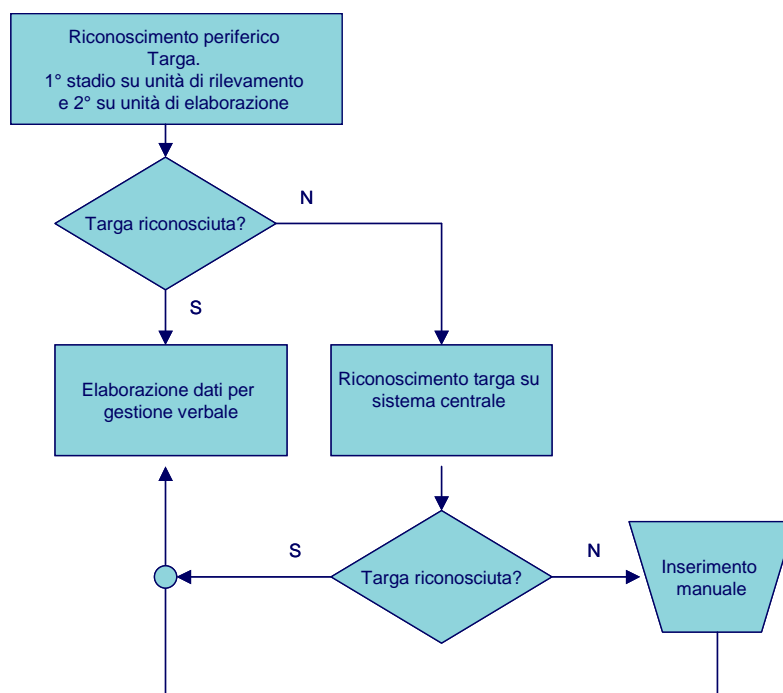 Riconoscimento periferico
Targa.
1° stadio su unità di rilevamento
e 2° su unità di elaborazione
Targa riconosciuta?
N
S
Elaborazione dati per
gestione verbale
Riconoscimento targa su
sistema centrale
Targa riconosciuta?
S
N
Inserimento
manuale